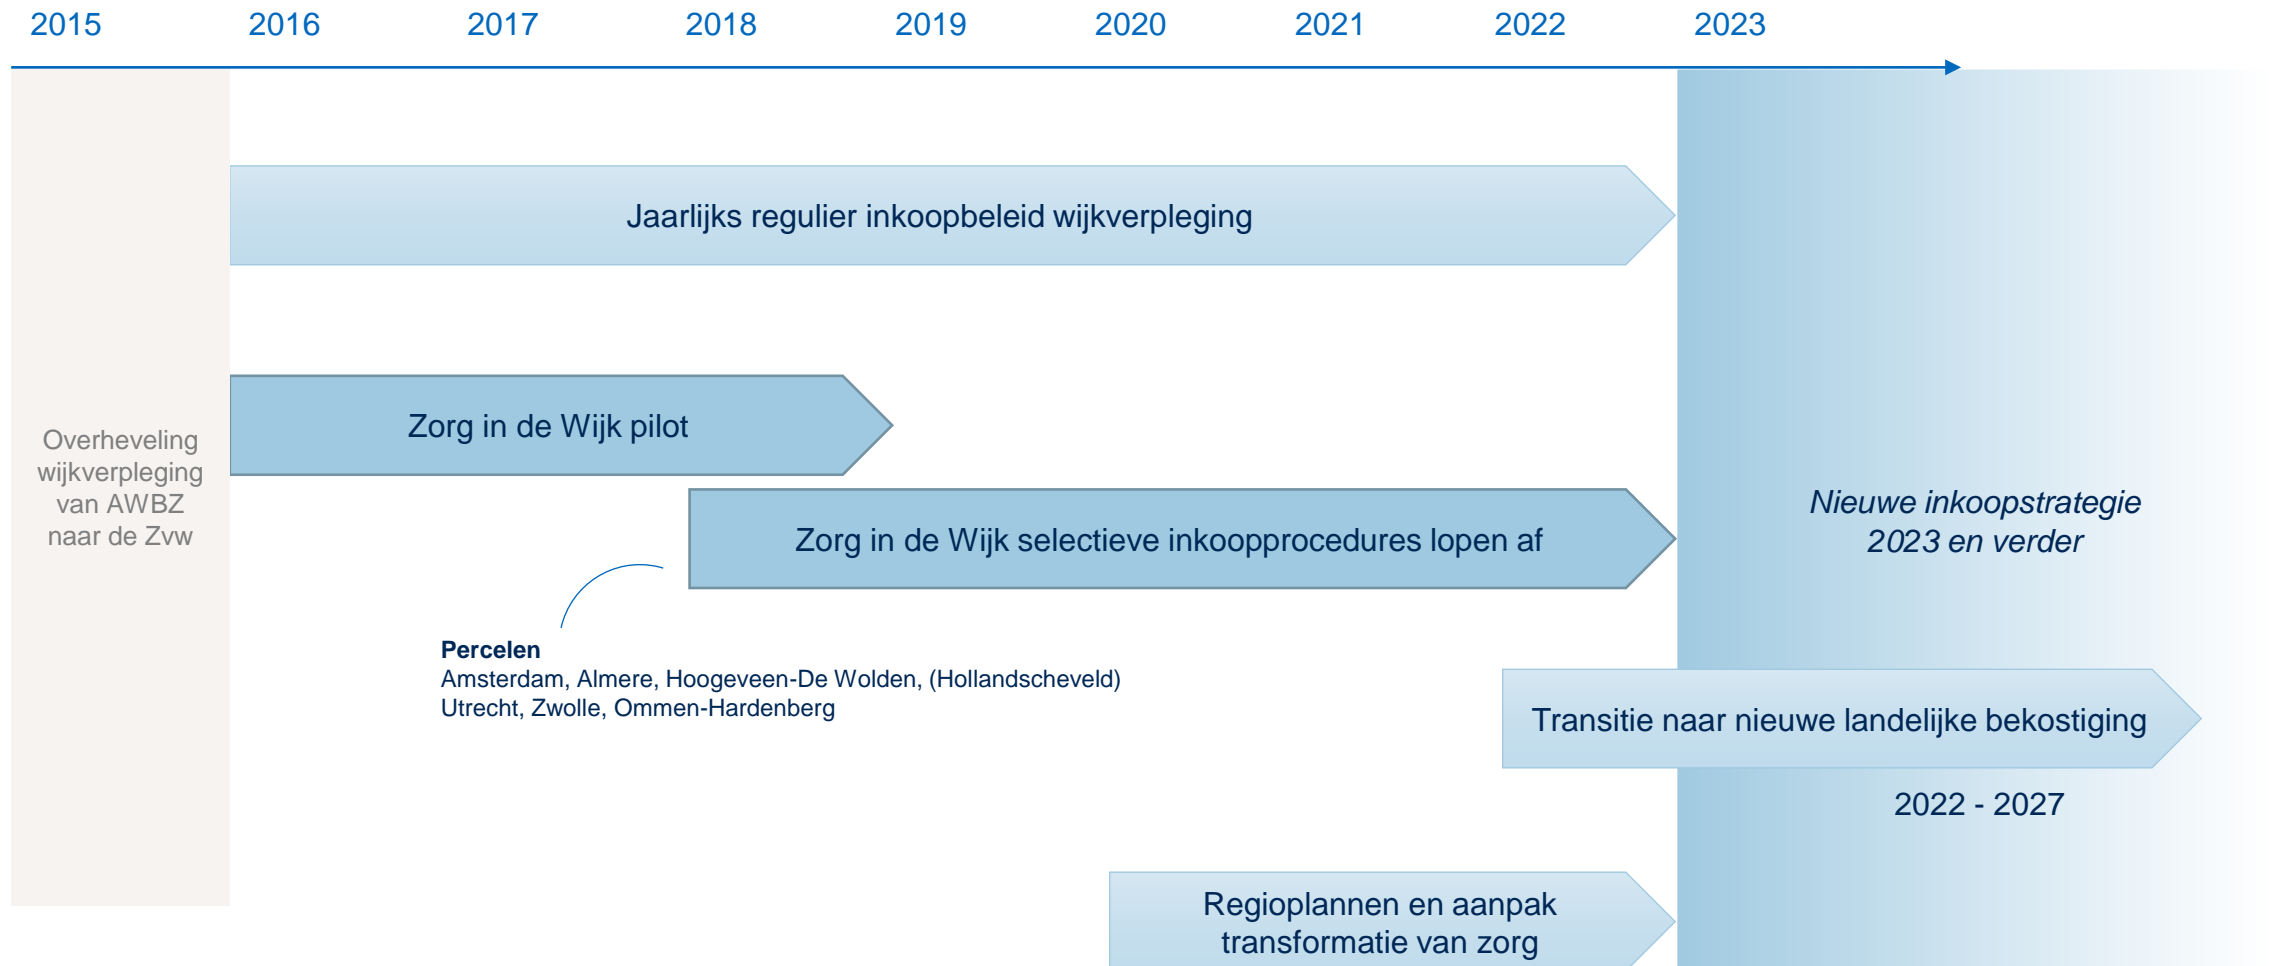 2015 2016 2017 2018 2019 2020 2021 2022 2023
Jaarlijks regulier inkoopbeleid wijkverpleging
Zorg in de Wijk pilot
Overheveling
wijkverpleging
van AWBZ
naar de Zvw
Zorg in de Wijk selectieve inkoopprocedures lopen af
Nieuwe inkoopstrategie
2023 en verder
Percelen
Amsterdam, Almere, Hoogeveen-De Wolden, (Hollandscheveld)
Utrecht, Zwolle, Ommen-Hardenberg
Transitie naar nieuwe landelijke bekostiging
2022 - 2027
Regioplannen en aanpak
transformatie van zorg